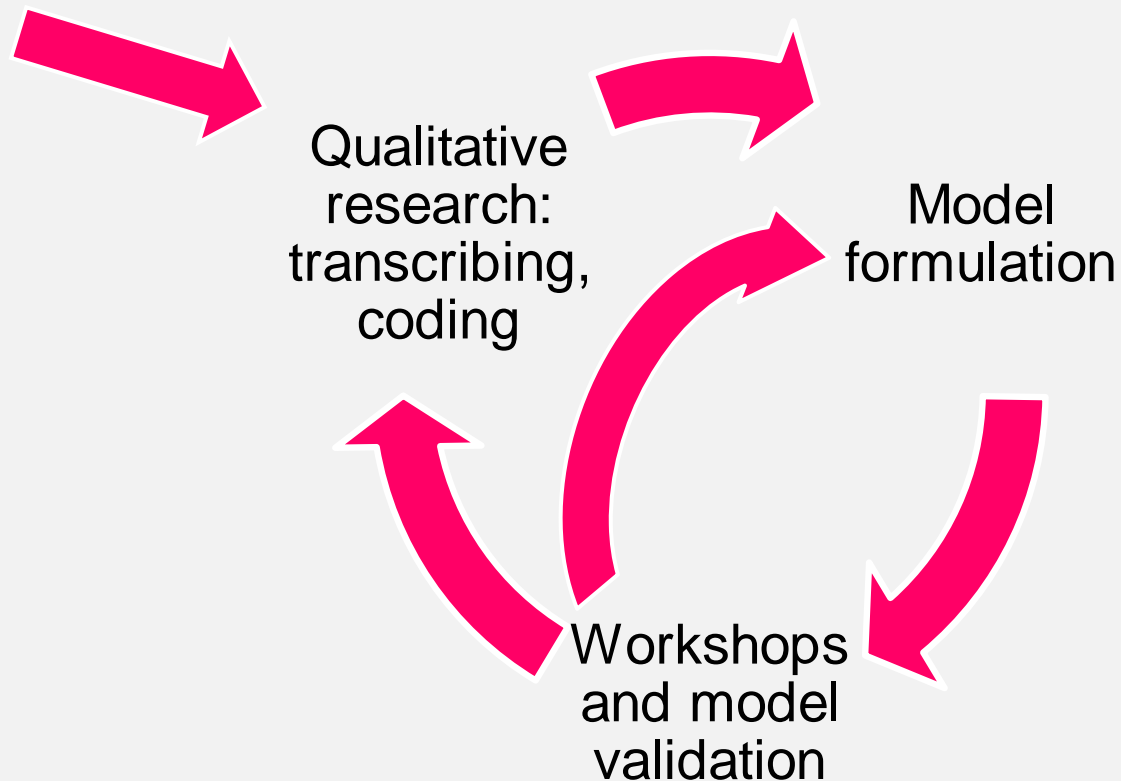 Qualitative
research:
transcribing,
coding
Model
formulation
Workshops
and model
validation